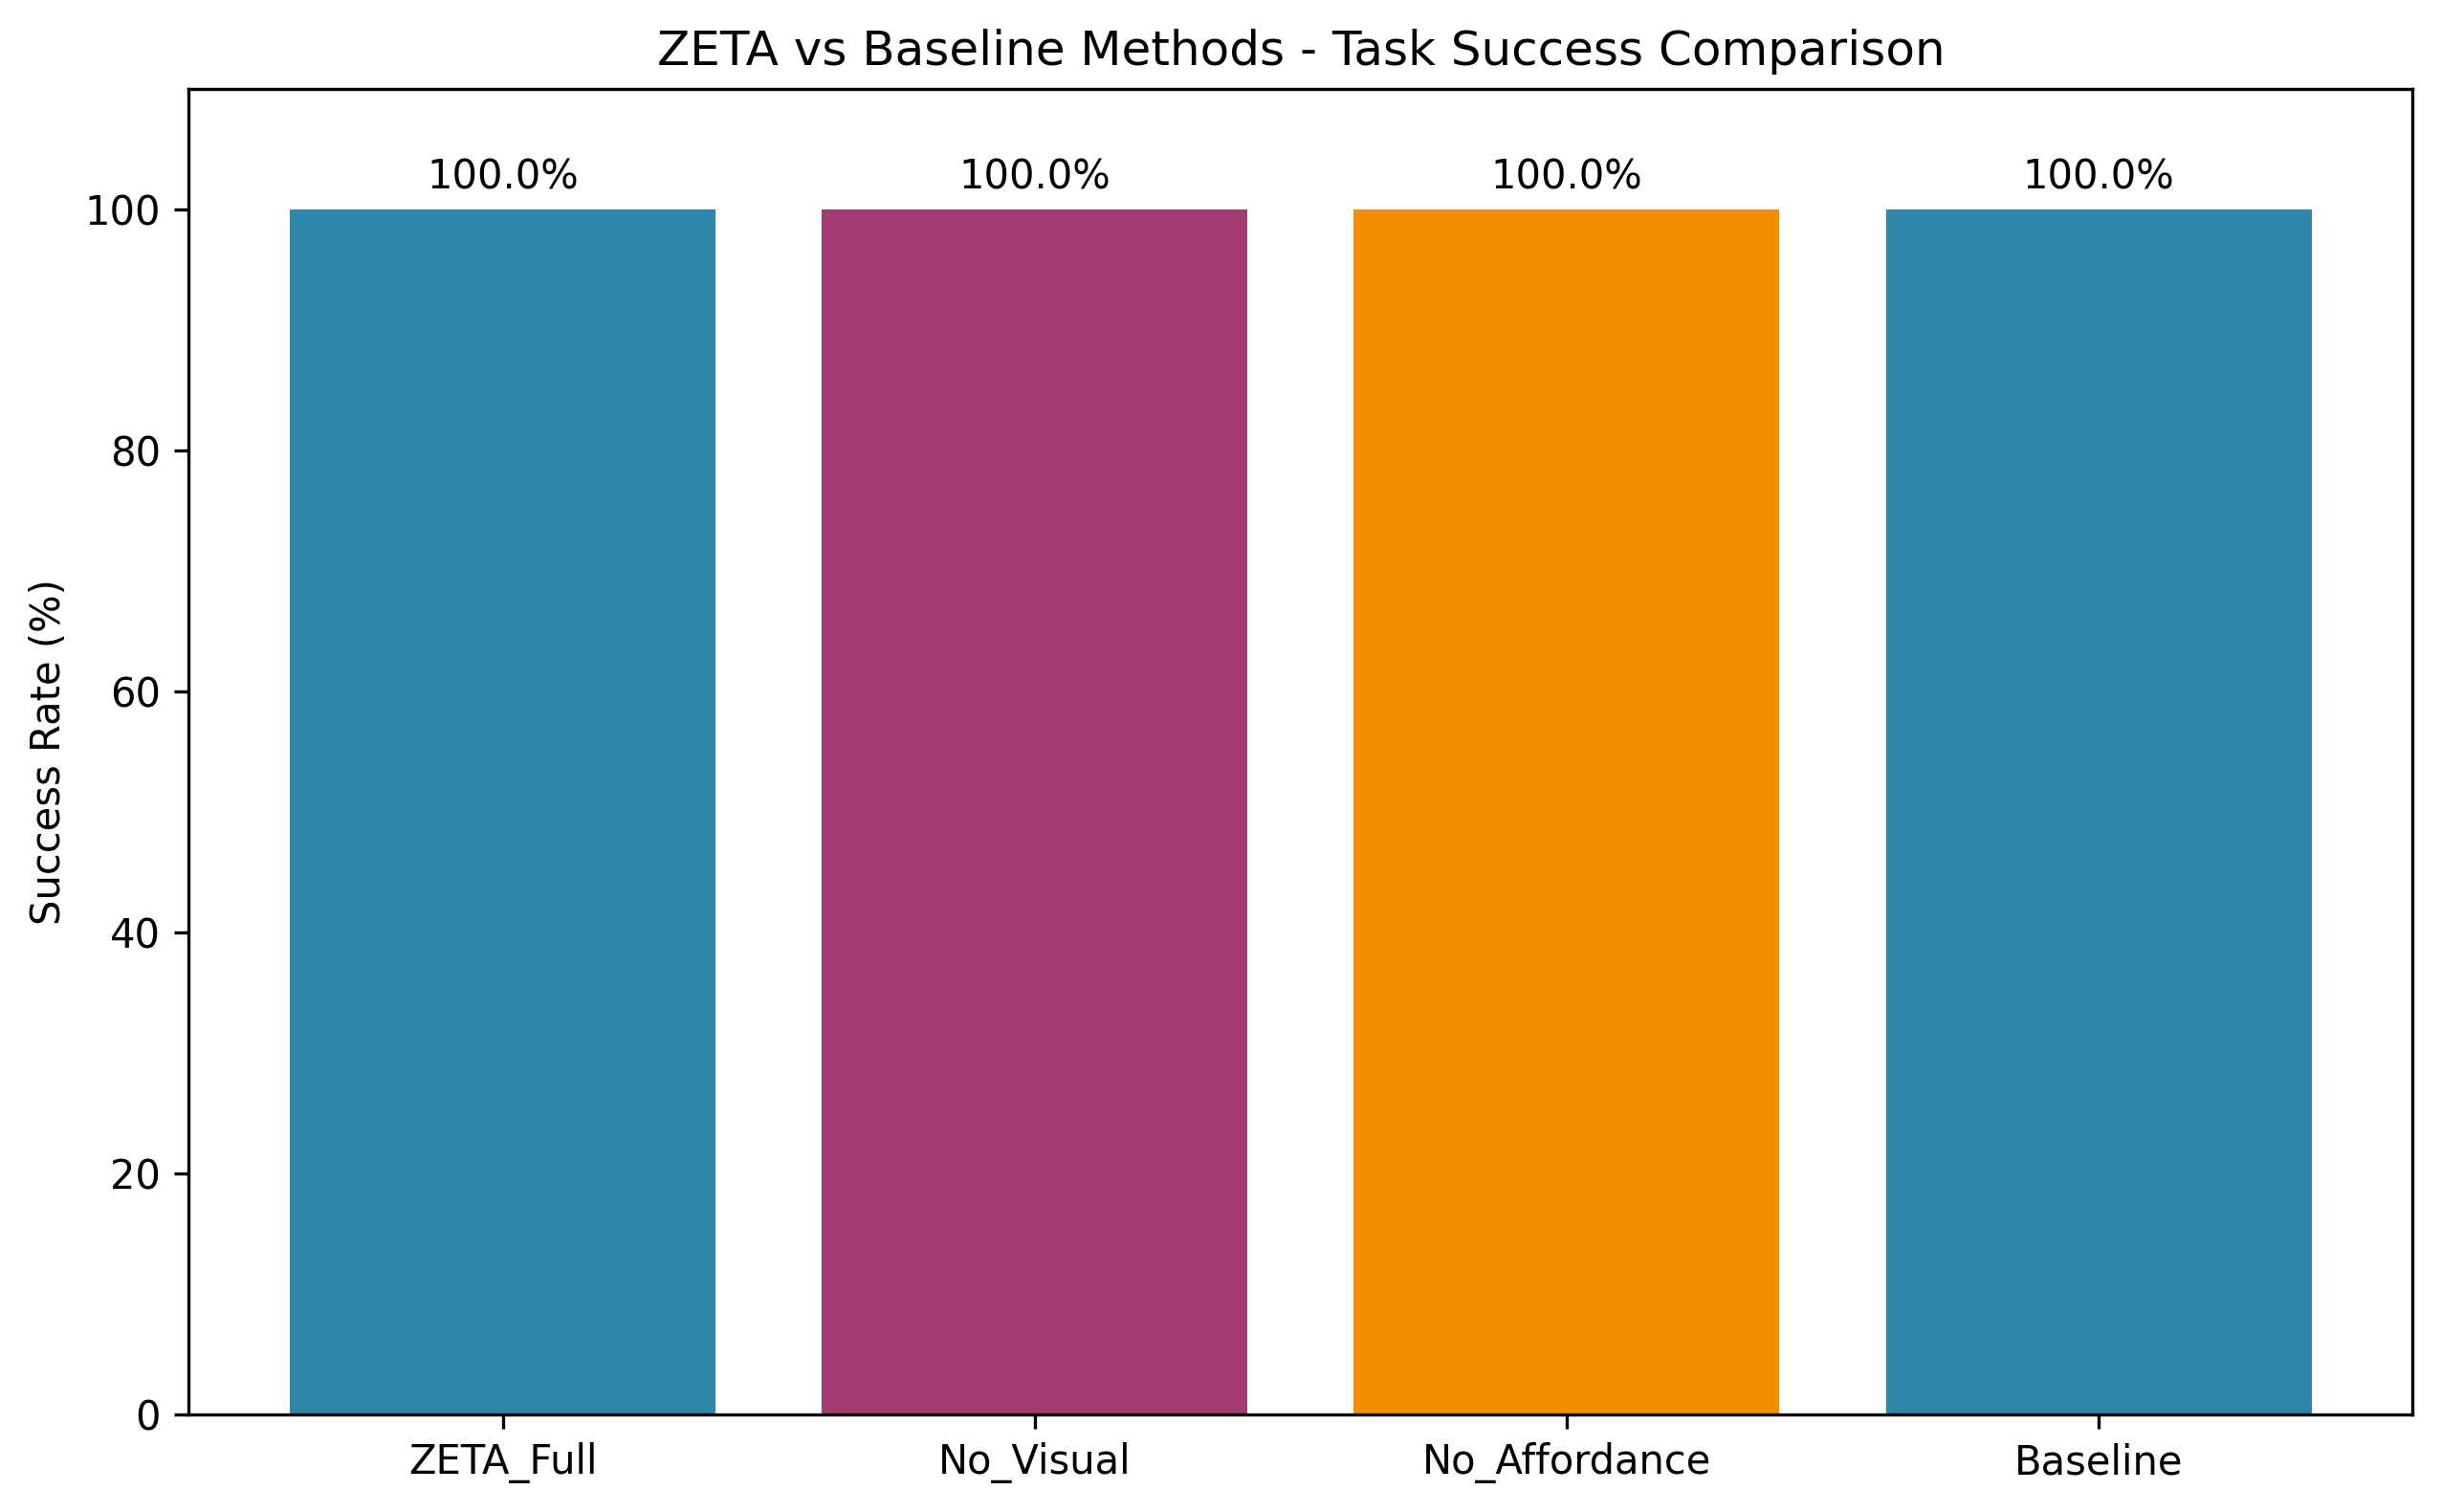 ZETA vs Baseline Methods - Task Success Comparison
100.0% 100.0% 100.0% 100.0%
100
80
60
40
20
0
Success Rate (%)
ZETA_Full No_Visual No_Affordance Baseline